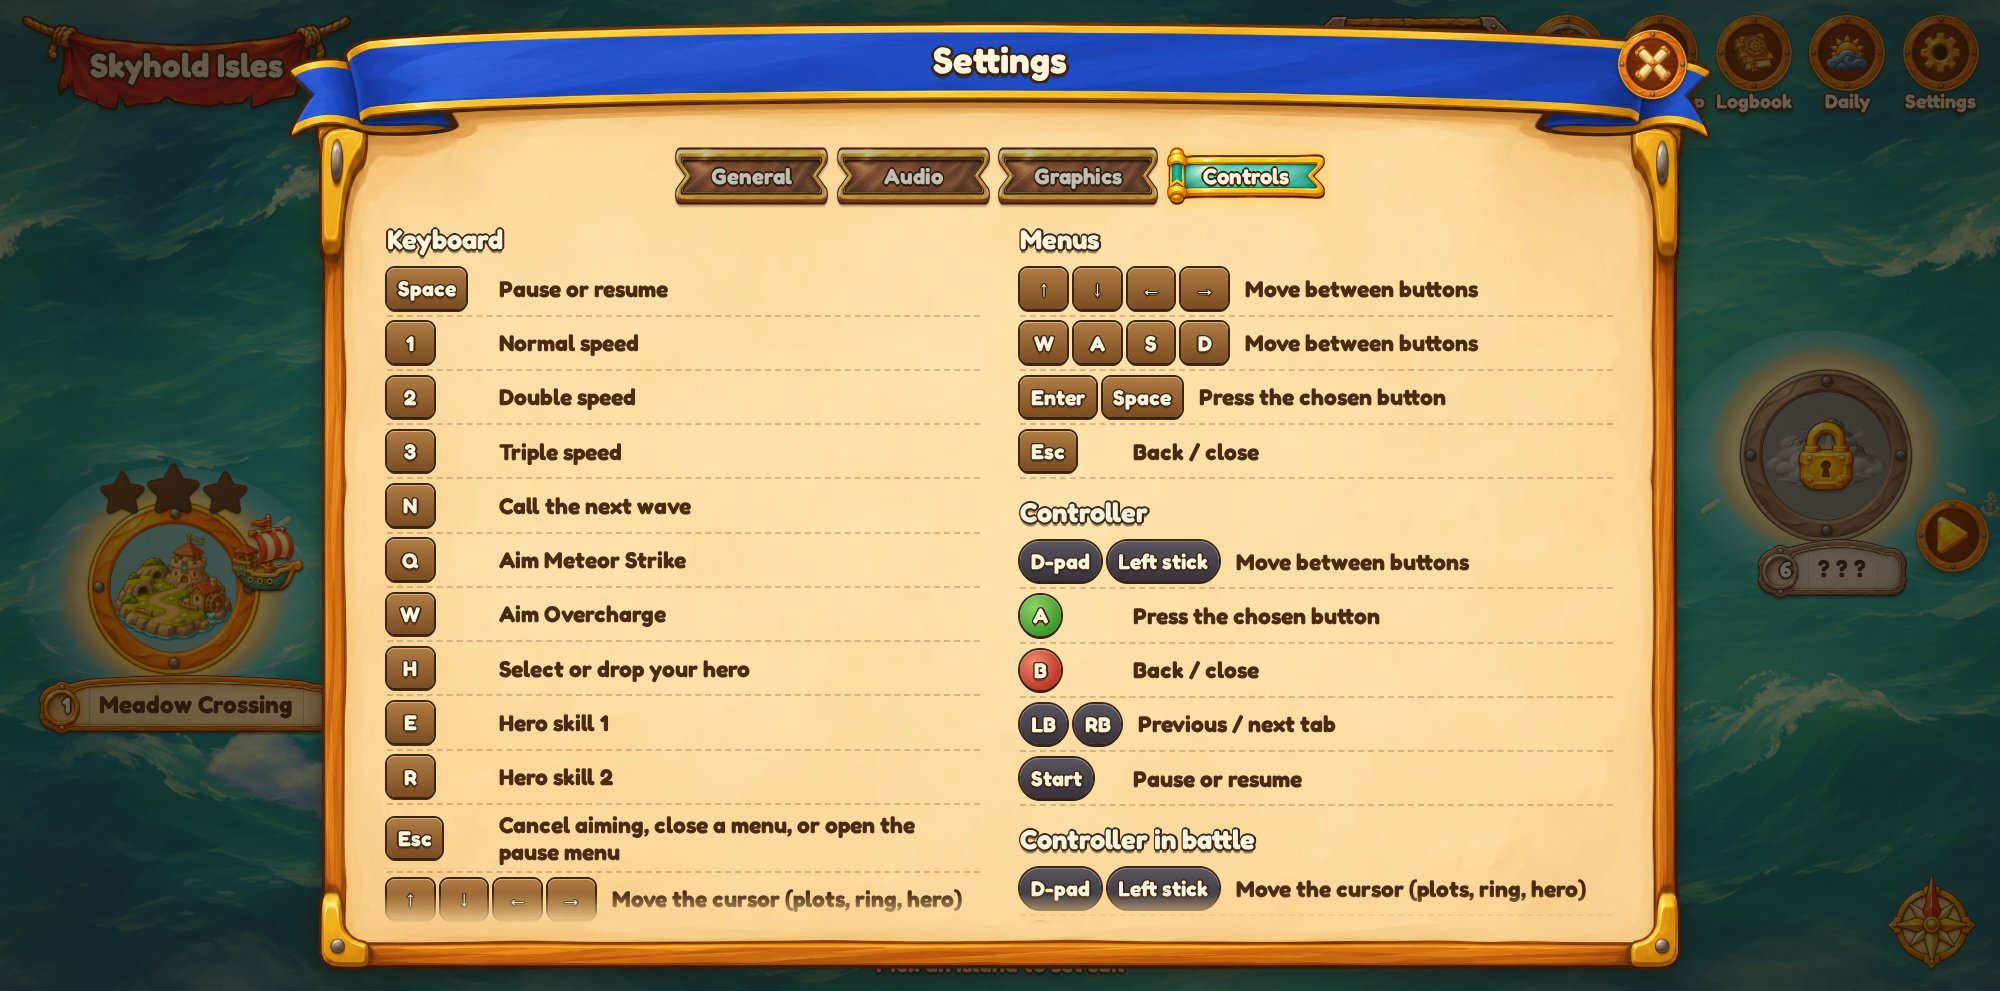 Skyhold Isles
Settings
Logbook
Daily
Settings
General
Audio
Graphics
Controls
Keyboard
Space Pause or resume
1 Normal speed
2 Double speed
3 Triple speed
N Call the next wave
Q Aim Meteor Strike
W Aim Overcharge
H Select or drop your hero
E Hero skill 1
R Hero skill 2
Esc Cancel aiming, close a menu, or open the
pause menu
↑ ↓ ← → Move the cursor (plots, ring, hero)
Menus
↑ ↓ ← → Move between buttons
W A S D Move between buttons
Enter Space Press the chosen button
Esc Back / close
Controller
D-pad Left stick Move between buttons
A Press the chosen button
B Back / close
LB RB Previous / next tab
Start Pause or resume
Controller in battle
D-pad Left stick Move the cursor (plots, ring, hero)
1 Meadow Crossing
6 ???